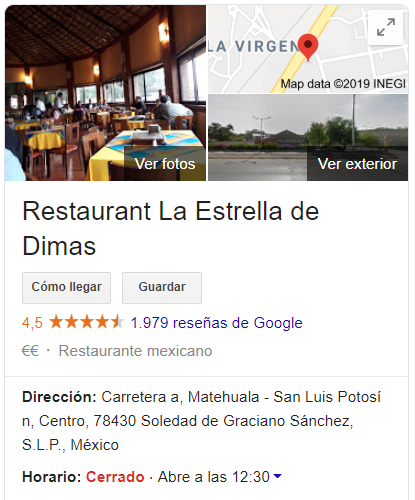 LA VIRGEN
Map data ©2019 INEGI
Ver fotos
Ver exterior
Restaurant La Estrella de
Dimas
Cómo llegar
Guardar
4,5
1.979 reseñas de Google
€€ · Restaurante mexicano
Dirección: Carretera a, Matehuala - San Luis Potosí
n, Centro, 78430 Soledad de Graciano Sánchez,
S.L.P., México
Horario: Cerrado · Abre a las 12:30